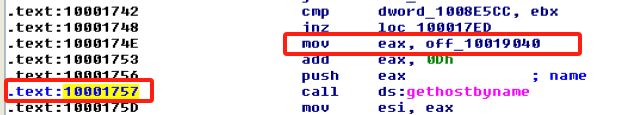 .text:10001742 cmp dword_1008E5CC, ebx
.text:10001748 jnz loc_100017ED
.text:1000174E mov eax, off_10019040
.text:10001753 add eax, 0Dh
.text:10001756 push eax ; name
.text:10001757 call ds:gethostbyname
.text:1000175D mov esi, eax